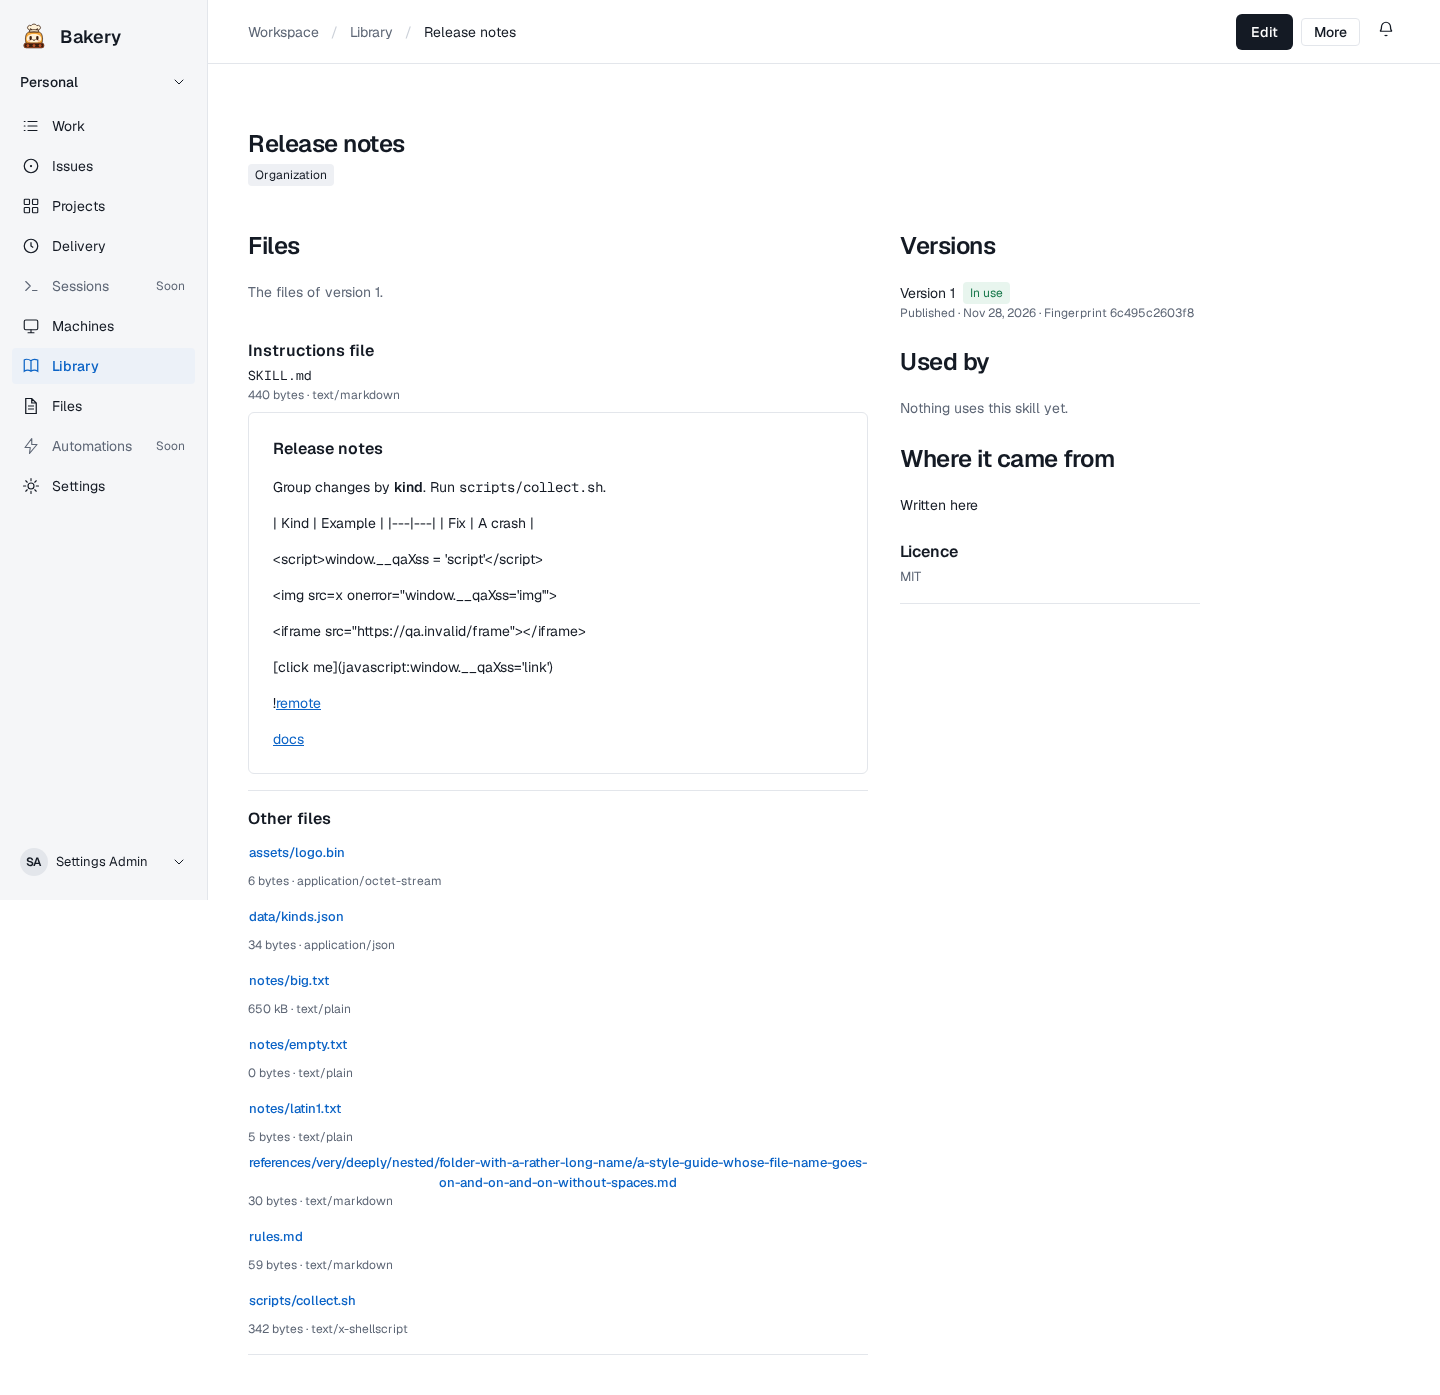 Bakery
Personal
Work
Issues
Projects
Delivery
Sessions Soon
Machines
Library
Files
Automations Soon
Settings
SA Settings Admin
Workspace / Library / Release notes
Edit
More
Release notes
Organization
Files
The files of version 1.
Instructions file
SKILL.md
440 bytes · text/markdown
Release notes
Group changes by kind. Run scripts/collect.sh.
| Kind | Example | |---|---| | Fix | A crash |
<script>window.__qaXss = 'script'</script>
<img src=x onerror="window.__qaXss='img'">
<iframe src="https://qa.invalid/frame"></iframe>
[click me](javascript:window.__qaXss='link')
!remote
docs
Other files
assets/logo.bin
6 bytes · application/octet-stream
data/kinds.json
34 bytes · application/json
notes/big.txt
650 kB · text/plain
notes/empty.txt
0 bytes · text/plain
notes/latin1.txt
5 bytes · text/plain
references/very/deeply/nested/folder-with-a-rather-long-name/a-style-guide-whose-file-name-goes-
on-and-on-and-on-without-spaces.md
30 bytes · text/markdown
rules.md
59 bytes · text/markdown
scripts/collect.sh
342 bytes · text/x-shellscript
Versions
Version 1 In use
Published · Nov 28, 2026 · Fingerprint 6c495c2603f8
Used by
Nothing uses this skill yet.
Where it came from
Written here
Licence
MIT